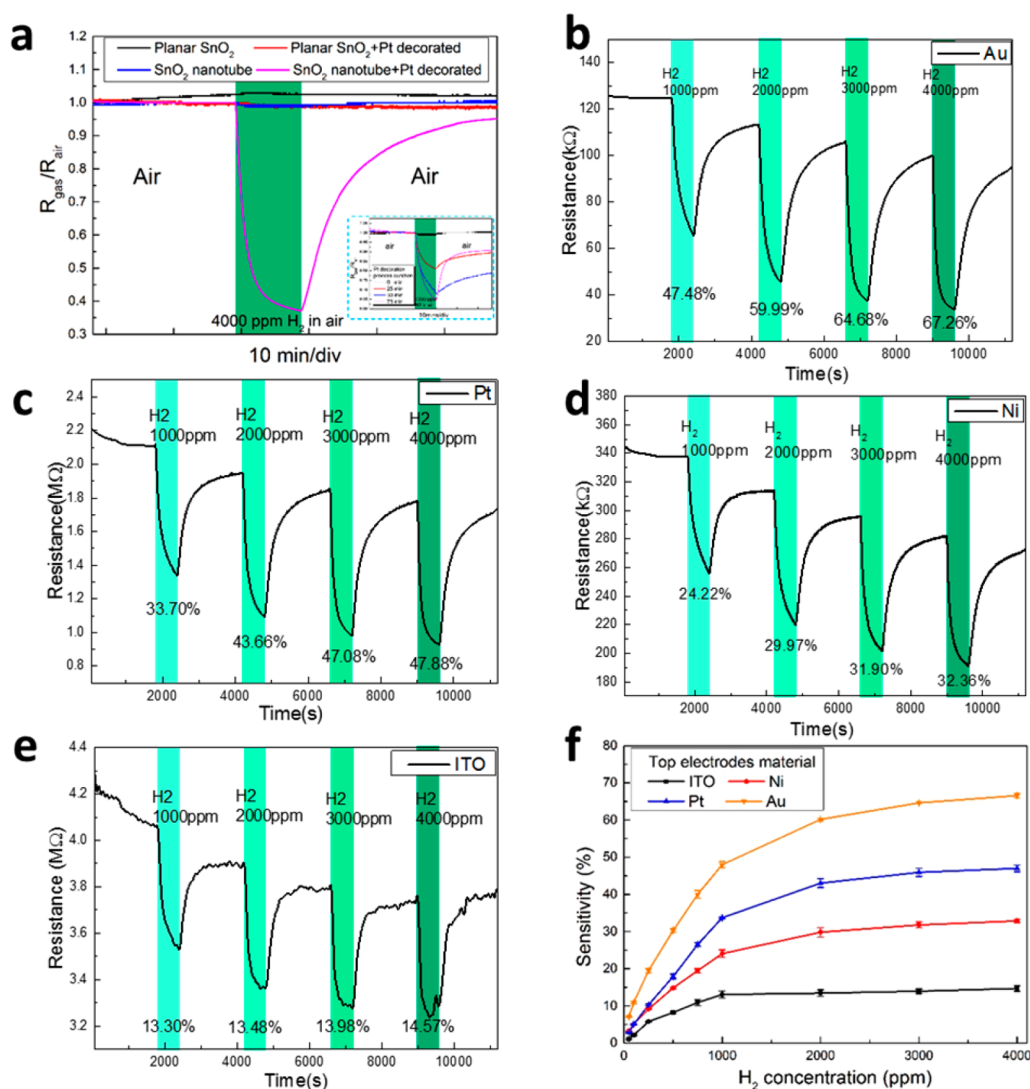 a
Planar SnO₂ Planar SnO₂+Pt decorated
SnO₂ nanotube SnO₂ nanotube+Pt decorated
1.2
1.1
1.0
0.9
0.8
0.7
0.6
0.5
0.4
0.3
R_gas/R_air
Air
Air
air
air
Pt decoration
4000 ppm H₂ in air
10 min/div
b
Au
140
120
100
80
60
40
20
Resistance(kΩ)
H2
1000ppm
H2
2000ppm
H2
3000ppm
H2
4000ppm
47.48%
59.99%
64.68%
67.26%
2000 4000 6000 8000 10000
Time(s)
c
Pt
2.4
2.2
2.0
1.8
1.6
1.4
1.2
1.0
0.8
Resistance(MΩ)
H2
1000ppm
H2
2000ppm
H2
3000ppm
H2
4000ppm
33.70%
43.66%
47.08%
47.88%
2000 4000 6000 8000 10000
Time(s)
d
Ni
380
360
340
320
300
280
260
240
220
200
180
Resistance(kΩ)
H₂
1000ppm
H₂
2000ppm
H₂
3000ppm
H₂
4000ppm
24.22%
29.97%
31.90%
32.36%
2000 4000 6000 8000 10000
Time(s)
e
ITO
4.4
4.2
4.0
3.8
3.6
3.4
3.2
Resistance (MΩ)
H2
1000ppm
H2
2000ppm
H2
3000ppm
H2
4000ppm
13.30%
13.48%
13.98%
14.57%
2000 4000 6000 8000 10000
Time(s)
f
Top electrodes material
ITO Ni
Pt Au
80
70
60
50
40
30
20
10
0
Sensitivity (%)
0 1000 2000 3000 4000
H₂ concentration (ppm)